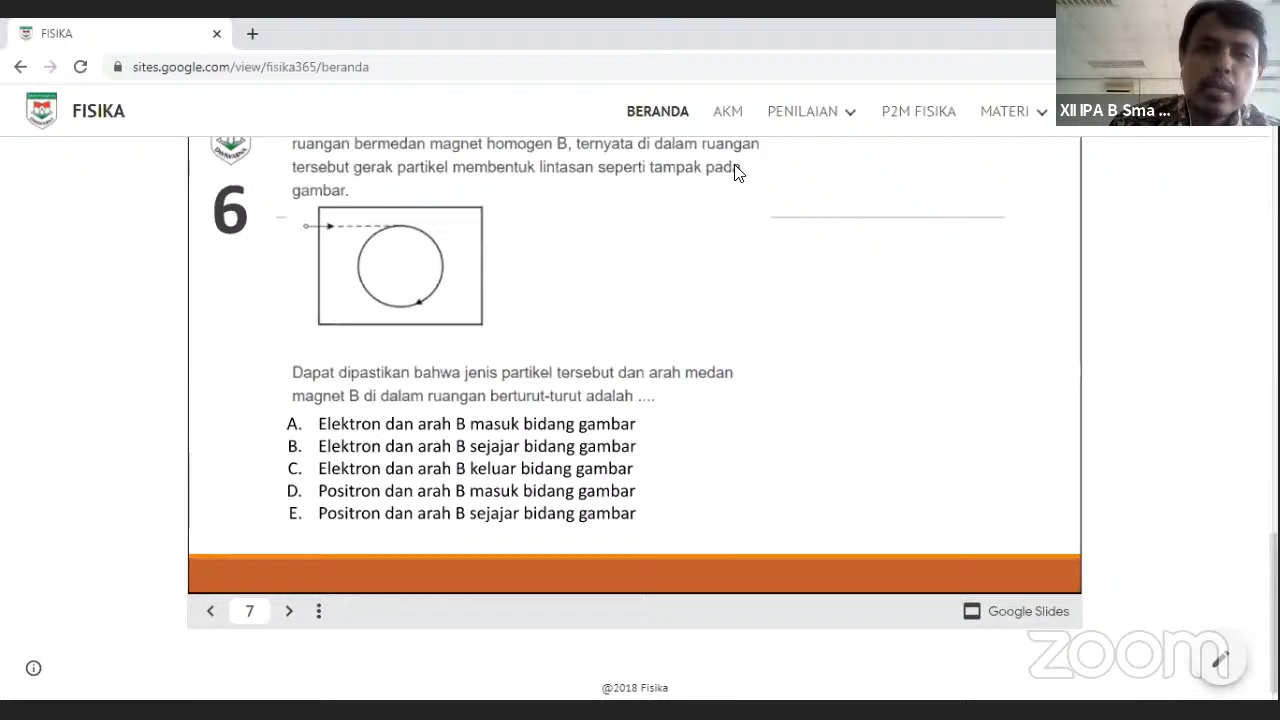 FISIKA
sites.google.com/view/fisika365/beranda
FISIKA
BERANDA AKM PENILAIAN P2M FISIKA MATERI
XII IPA B Sma ...
ruangan bermedan magnet homogen B, ternyata di dalam ruangan
tersebut gerak partikel membentuk lintasan seperti tampak pada
gambar.
6
Dapat dipastikan bahwa jenis partikel tersebut dan arah medan
magnet B di dalam ruangan berturut-turut adalah ....
A. Elektron dan arah B masuk bidang gambar
B. Elektron dan arah B sejajar bidang gambar
C. Elektron dan arah B keluar bidang gambar
D. Positron dan arah B masuk bidang gambar
E. Positron dan arah B sejajar bidang gambar
7
Google Slides
zoom
@2018 Fisika